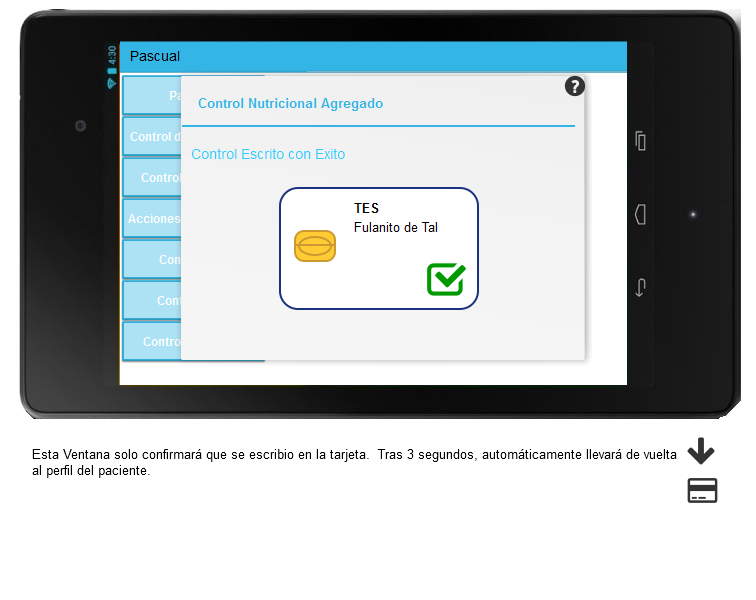 4:30
Pascual
Pa
Control d
Control
Acciones
Con
Cont
Contro
?
Control Nutricional Agregado
Control Escrito con Exito
TES
Fulanito de Tal
Esta Ventana solo confirmará que se escribio en la tarjeta. Tras 3 segundos, automáticamente llevará de vuelta
al perfil del paciente.